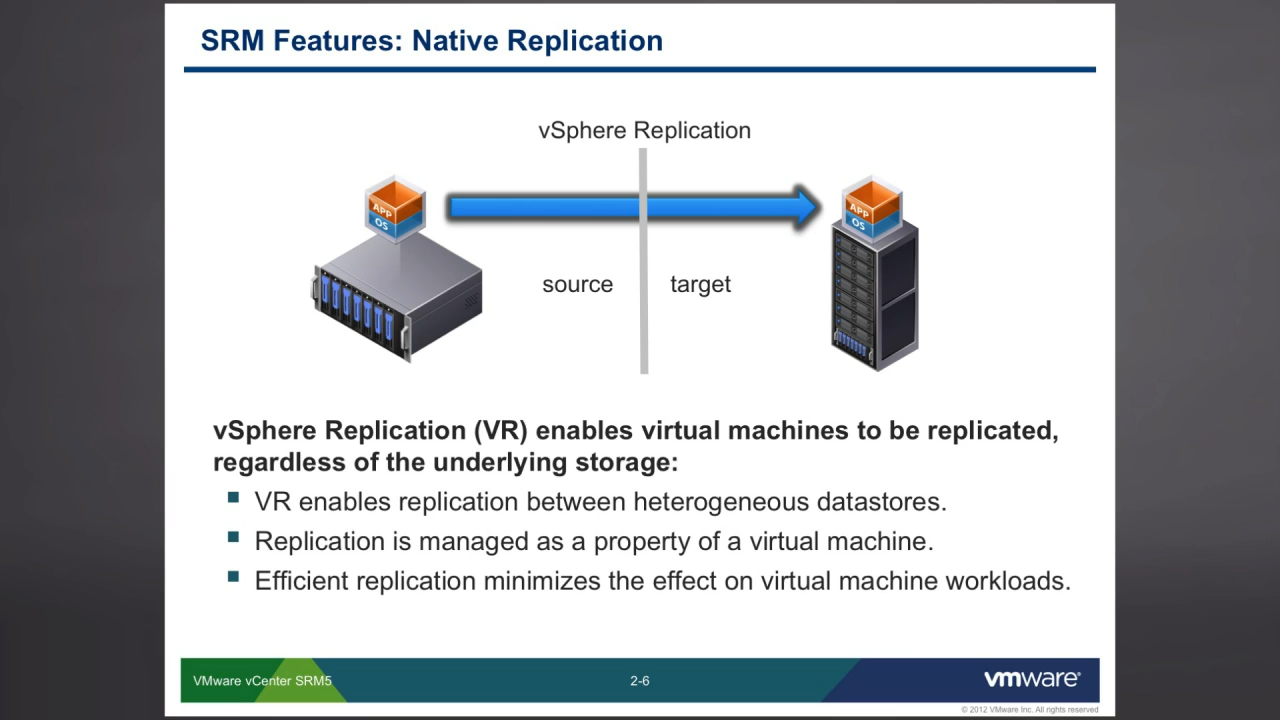 SRM Features: Native Replication
vSphere Replication
APP
OS
APP
OS
source
target
vSphere Replication (VR) enables virtual machines to be replicated,
regardless of the underlying storage:
VR enables replication between heterogeneous datastores.
Replication is managed as a property of a virtual machine.
Efficient replication minimizes the effect on virtual machine workloads.
VMware vCenter SRM5
2-6
vmware®
© 2012 VMware Inc. All rights reserved